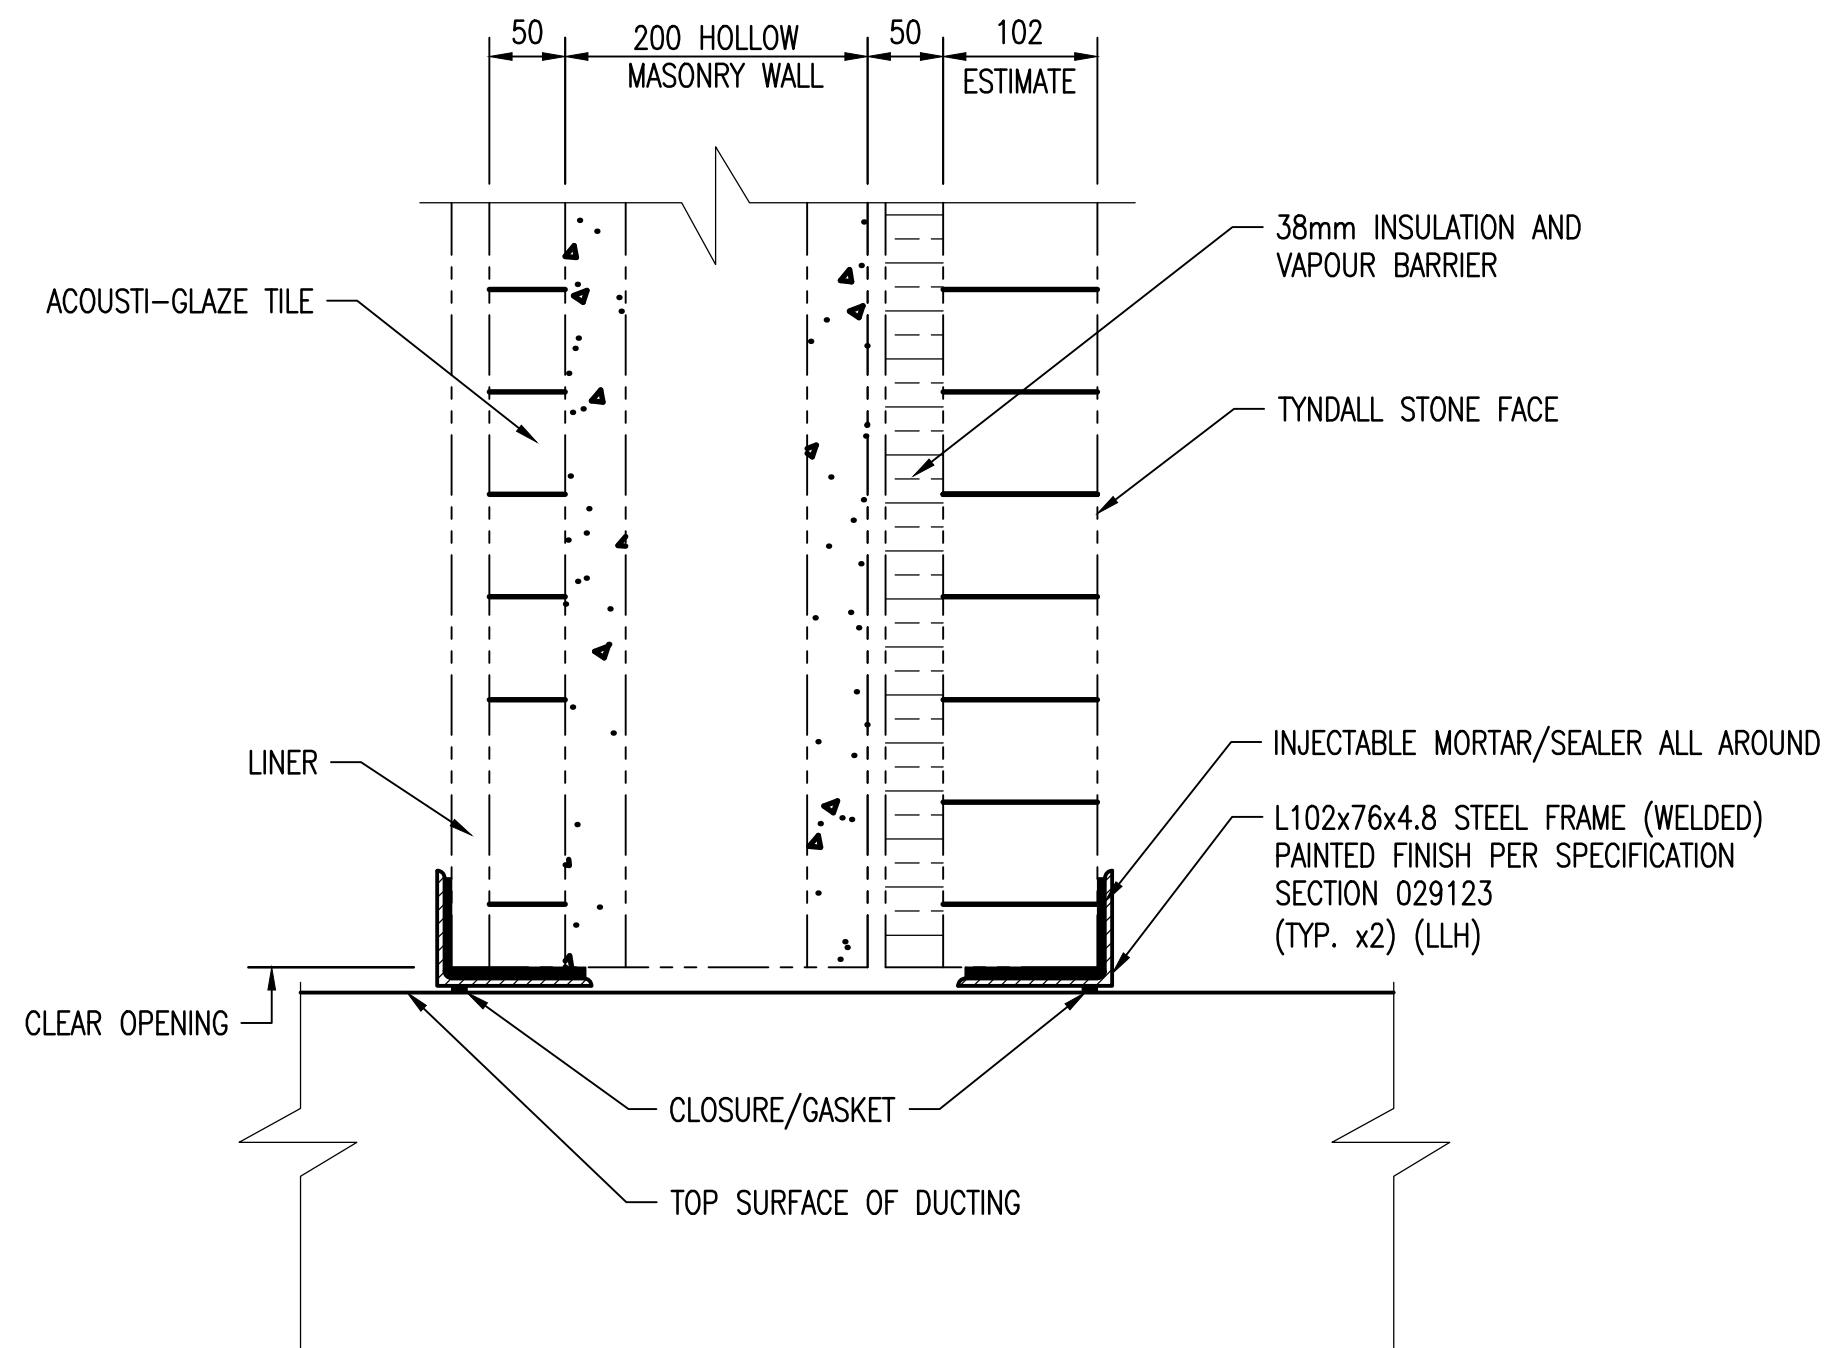 50
200 HOLLOW
MASONRY WALL
50
102
ESTIMATE
38mm INSULATION AND
VAPOUR BARRIER
ACOUSTI-GLAZE TILE
TYNDALL STONE FACE
LINER
INJECTABLE MORTAR/SEALER ALL AROUND
L102x76x4.8 STEEL FRAME (WELDED)
PAINTED FINISH PER SPECIFICATION
SECTION 029123
(TYP. x2) (LLH)
CLEAR OPENING
CLOSURE/GASKET
TOP SURFACE OF DUCTING